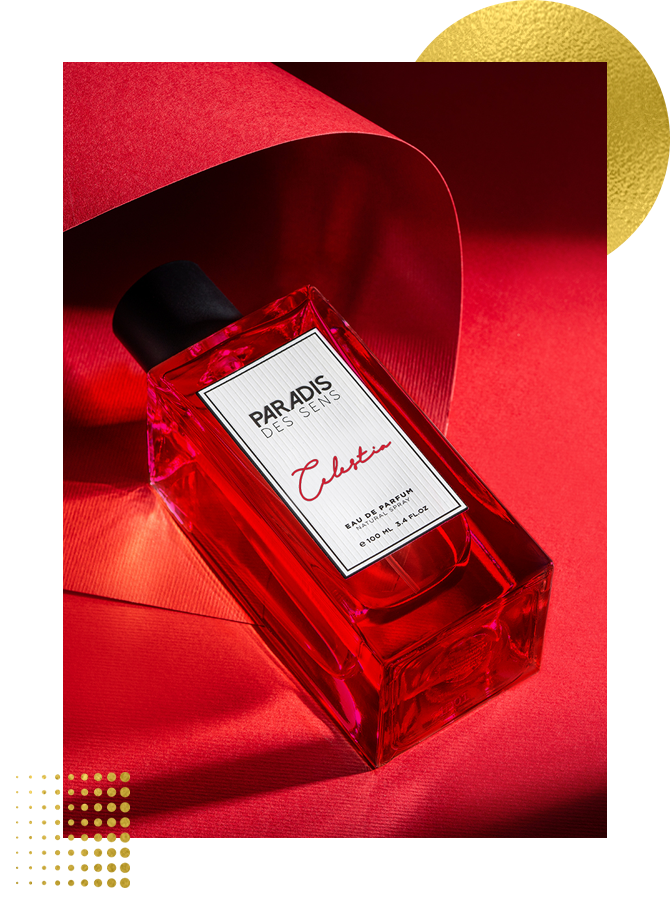 PARADIS
DES SENS
Celestia
EAU DE PARFUM
NATURAL SPRAY
℮ 100 ML 3.4 FL.OZ